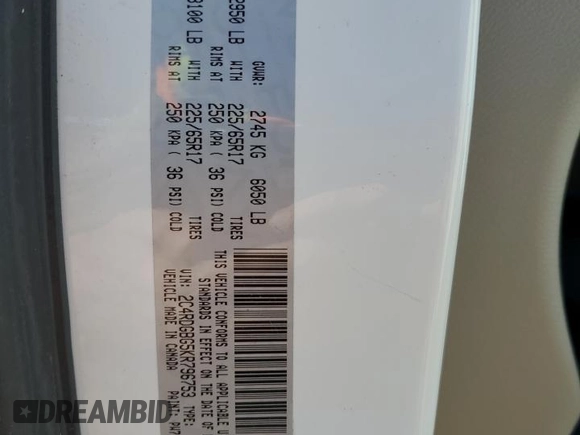 GVWR: 2745 KG 6050 LB
2950 LB WITH 225/65R17 TIRES
RIMS AT 250 KPA ( 36 PSI) COLD
3100 LB WITH 225/65R17 TIRES
RIMS AT 250 KPA ( 36 PSI) COLD
THIS VEHICLE CONFORMS TO ALL APPLICABLE U
STANDARDS IN EFFECT ON THE DATE OF
VIN: 2C4RDGBG5KR796753 TYPE:
VEHICLE MADE IN CANADA PAINT: PW7
DREAMBID